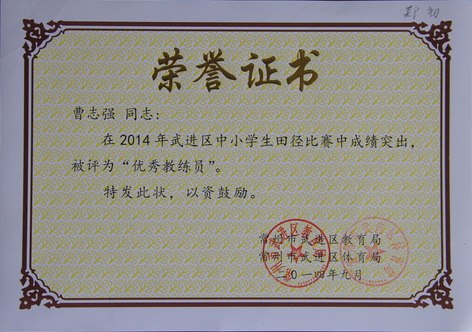 郑初
荣誉证书
曹志强 同志:
在2014年武进区中小学生田径比赛中成绩突出,
被评为“优秀教练员”。
特发此状，以资鼓励。
常州市武进区教育局
常州市武进区体育局
二〇一四年九月